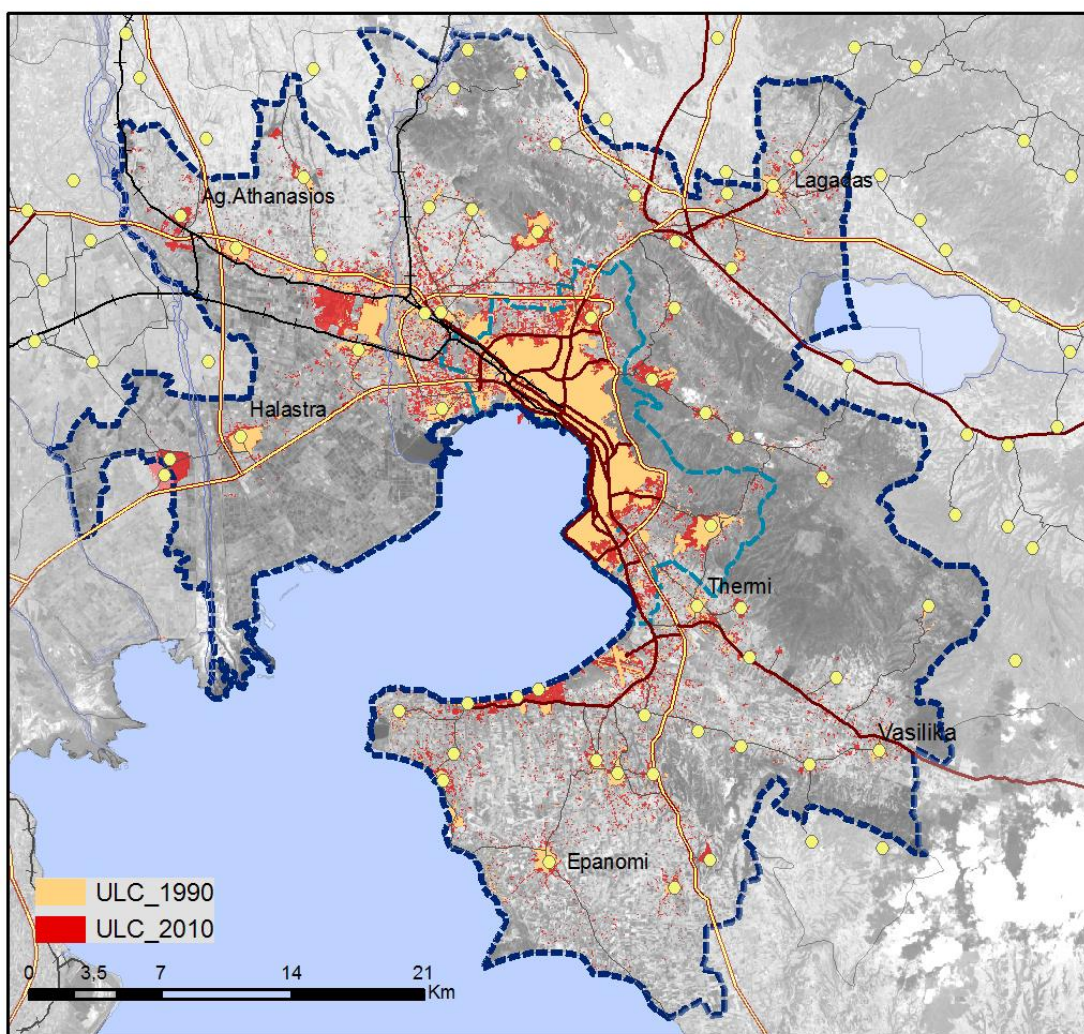 Lagadas
Ag.Athanasios
Halastra
Thermi
Vasilika
Epanomi
ULC_1990
ULC_2010
0 3.5 7 14 21
Km